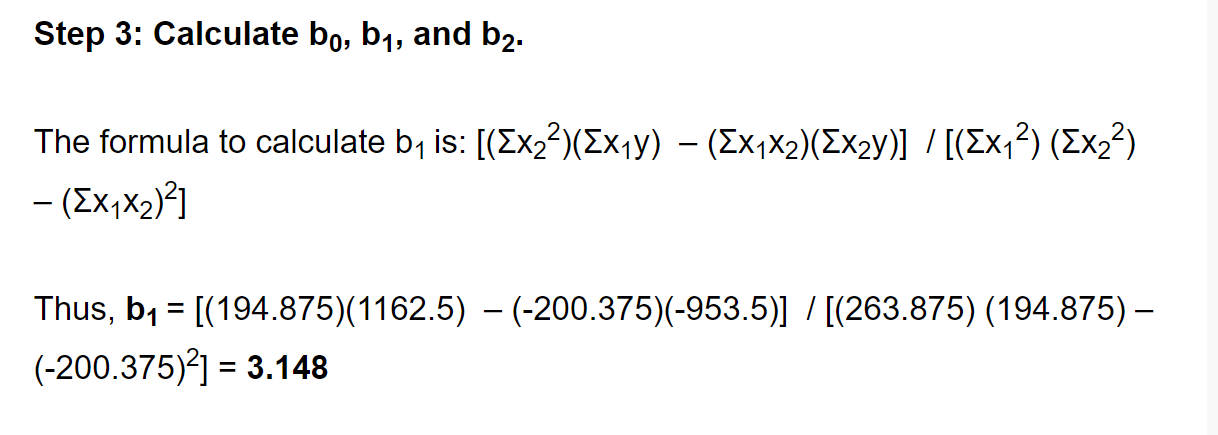 Step 3: Calculate b₀, b₁, and b₂.
The formula to calculate b₁ is: [(Σx₂²)(Σx₁y) – (Σx₁x₂)(Σx₂y)] / [(Σx₁²) (Σx₂²)
– (Σx₁x₂)²]
Thus, b₁ = [(194.875)(1162.5) – (-200.375)(-953.5)] / [(263.875) (194.875) –
(-200.375)²] = 3.148